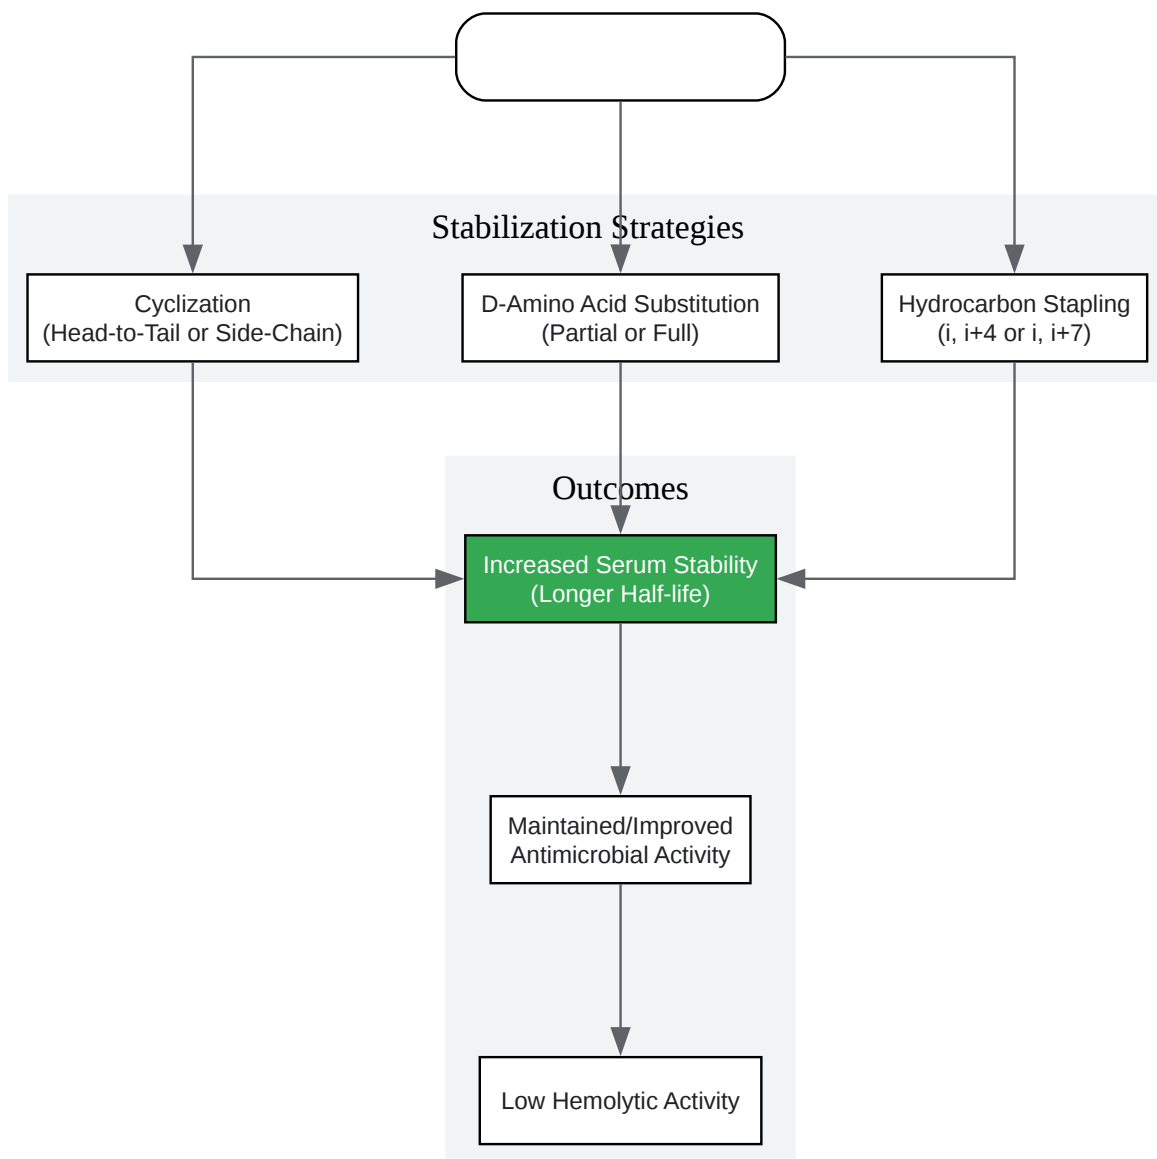 Stabilization Strategies
Cyclization
(Head-to-Tail or Side-Chain)
D-Amino Acid Substitution
(Partial or Full)
Hydrocarbon Stapling
(i, i+4 or i, i+7)
Outcomes
Increased Serum Stability
(Longer Half-life)
Maintained/Improved
Antimicrobial Activity
Low Hemolytic Activity